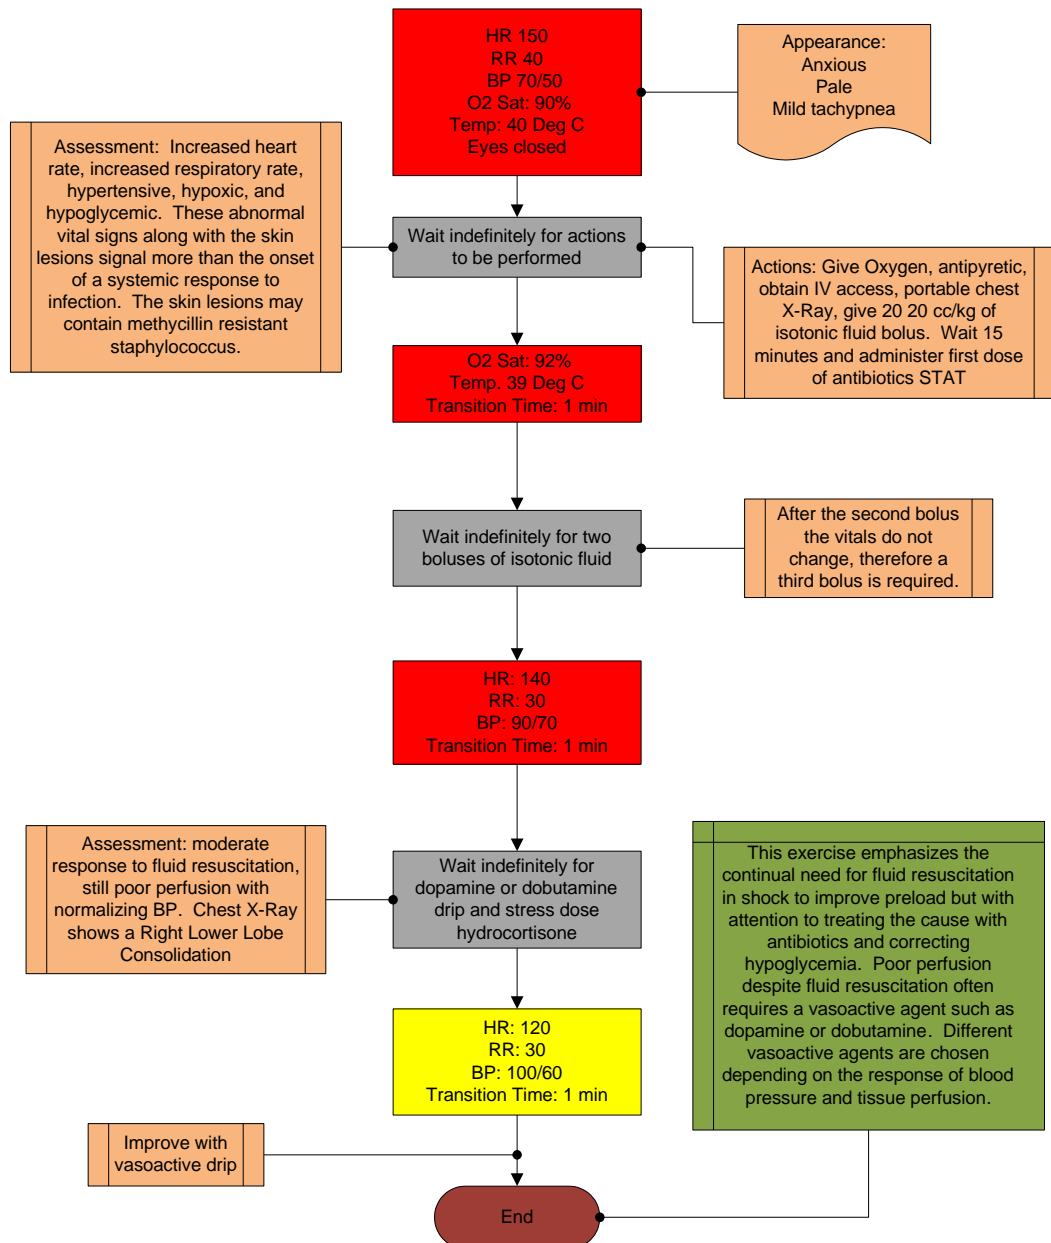 HR 150
RR 40
BP 70/50
O2 Sat: 90%
Temp: 40 Deg C
Eyes closed
Appearance:
Anxious
Pale
Mild tachypnea
Assessment: Increased heart
rate, increased respiratory rate,
hypertensive, hypoxic, and
hypoglycemic. These abnormal
vital signs along with the skin
lesions signal more than the onset
of a systemic response to
infection. The skin lesions may
contain methycillin resistant
staphylococcus.
Wait indefinitely for actions
to be performed
Actions: Give Oxygen, antipyretic,
obtain IV access, portable chest
X-Ray, give 20 20 cc/kg of
isotonic fluid bolus. Wait 15
minutes and administer first dose
of antibiotics STAT
O2 Sat: 92%
Temp. 39 Deg C
Transition Time: 1 min
Wait indefinitely for two
boluses of isotonic fluid
After the second bolus
the vitals do not
change, therefore a
third bolus is required.
HR: 140
RR: 30
BP: 90/70
Transition Time: 1 min
Assessment: moderate
response to fluid resuscitation,
still poor perfusion with
normalizing BP. Chest X-Ray
shows a Right Lower Lobe
Consolidation
Wait indefinitely for
dopamine or dobutamine
drip and stress dose
hydrocortisone
This exercise emphasizes the
continual need for fluid resuscitation
in shock to improve preload but with
attention to treating the cause with
antibiotics and correcting
hypoglycemia. Poor perfusion
despite fluid resuscitation often
requires a vasoactive agent such as
dopamine or dobutamine. Different
vasoactive agents are chosen
depending on the response of blood
pressure and tissue perfusion.
HR: 120
RR: 30
BP: 100/60
Transition Time: 1 min
Improve with
vasoactive drip
End